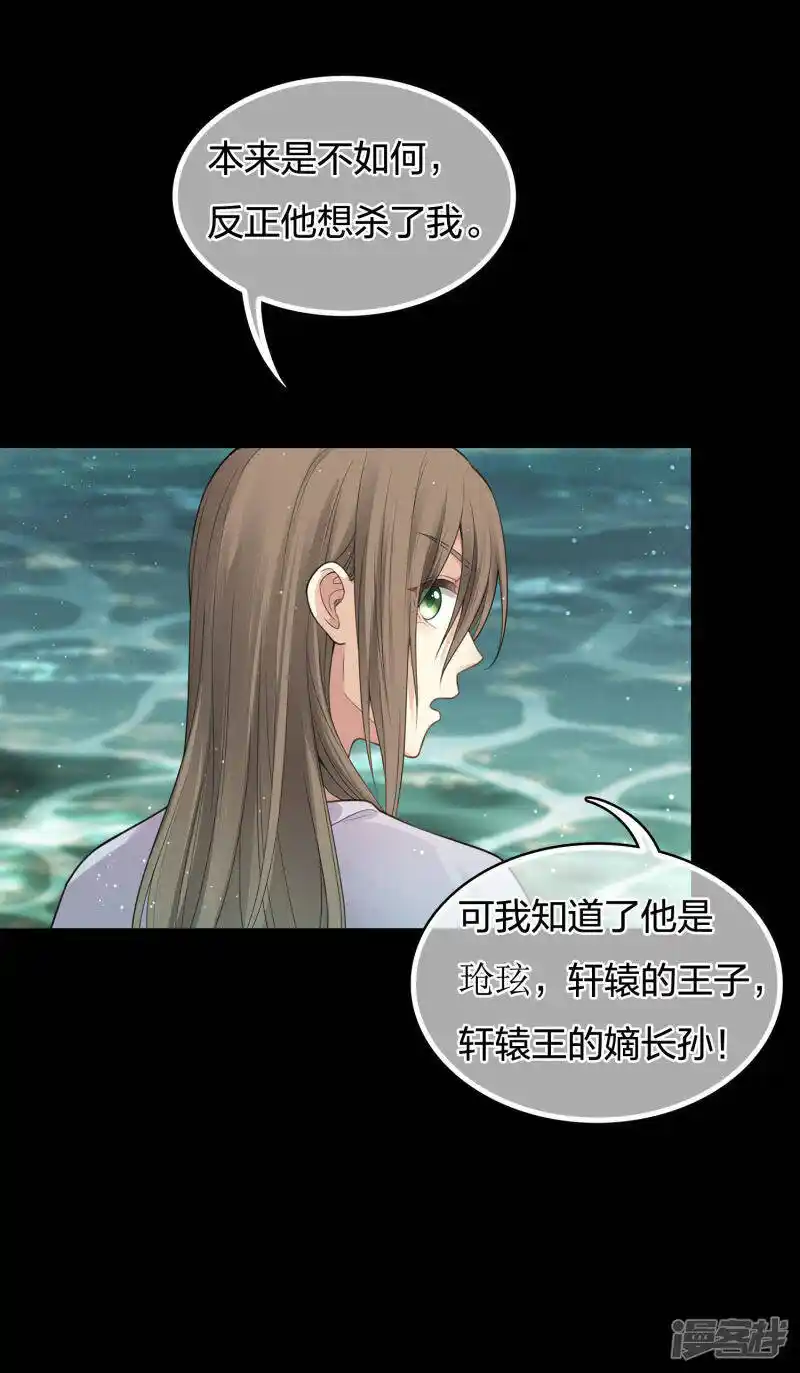 本来是不如何，
反正他想杀了我。
可我知道了他是
玱玹，轩辕的王子，
轩辕王的嫡长孙！
漫客栈